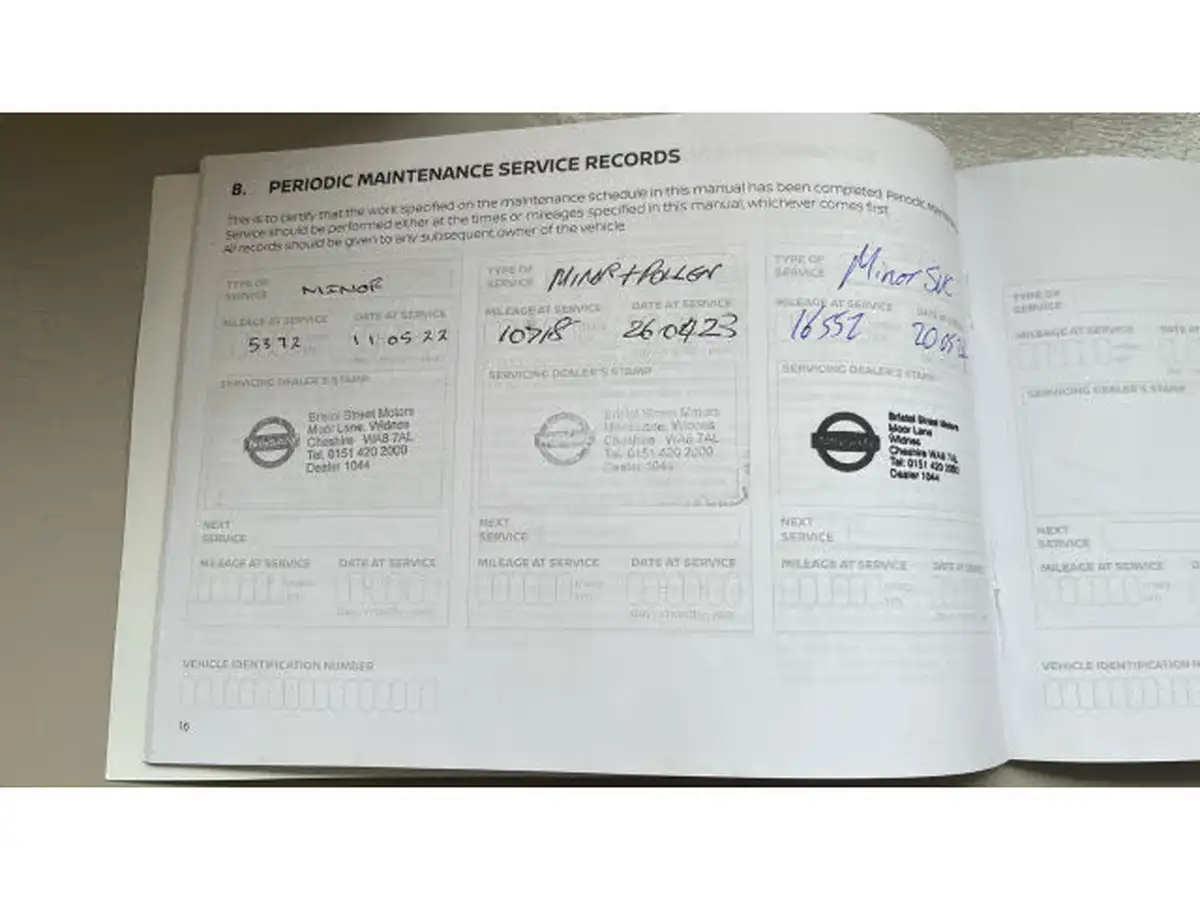 8. PERIODIC MAINTENANCE SERVICE RECORDS
This is to certify that the work specified on the maintenance schedule in this manual has been completed. Periodic
Service should be performed either at the times or mileages specified in this manual, whichever comes first.
All records should be given to any subsequent owner of the vehicle.
TYPE OF SERVICE MINOR
MILEAGE AT SERVICE DATE AT SERVICE
5372 11 05 22
SERVICING DEALER'S STAMP
NISSAN
Bristol Street Motors
Moor Lane, Widnes
Cheshire WA8 7AL
Tel. 0151 420 2000
Dealer 1044
NEXT
SERVICE
MILEAGE AT SERVICE DATE AT SERVICE
VEHICLE IDENTIFICATION NUMBER
16
TYPE OF SERVICE MINOR + POLLEN
MILEAGE AT SERVICE DATE AT SERVICE
10718 26 04 23
SERVICING DEALER'S STAMP
Bristol Street Motors
Moor Lane, Widnes
Cheshire WA8 7AL
Tel. 0151 420 2000
Dealer 1044
NEXT
SERVICE
MILEAGE AT SERVICE DATE AT SERVICE
TYPE OF SERVICE Minor SVC
MILEAGE AT SERVICE
16552 20 05
SERVICING DEALER'S STAMP
Bristol Street Motors
Moor Lane
Widnes
Cheshire WA8 7AL
Tel: 0151 420 2000
Dealer 1044
NEXT
SERVICE
MILEAGE AT SERVICE DATE AT
TYPE OF
SERVICE
MILEAGE AT SERVICE DATE
SERVICING DEALER'S STAMP
NEXT
SERVICE
MILEAGE AT SERVICE
VEHICLE IDENTIFICATION